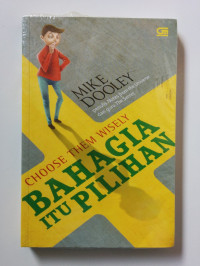 MIKE
DOOLEY
CHOOSE THEM WISELY
BAHAGIA
ITU PILIHAN